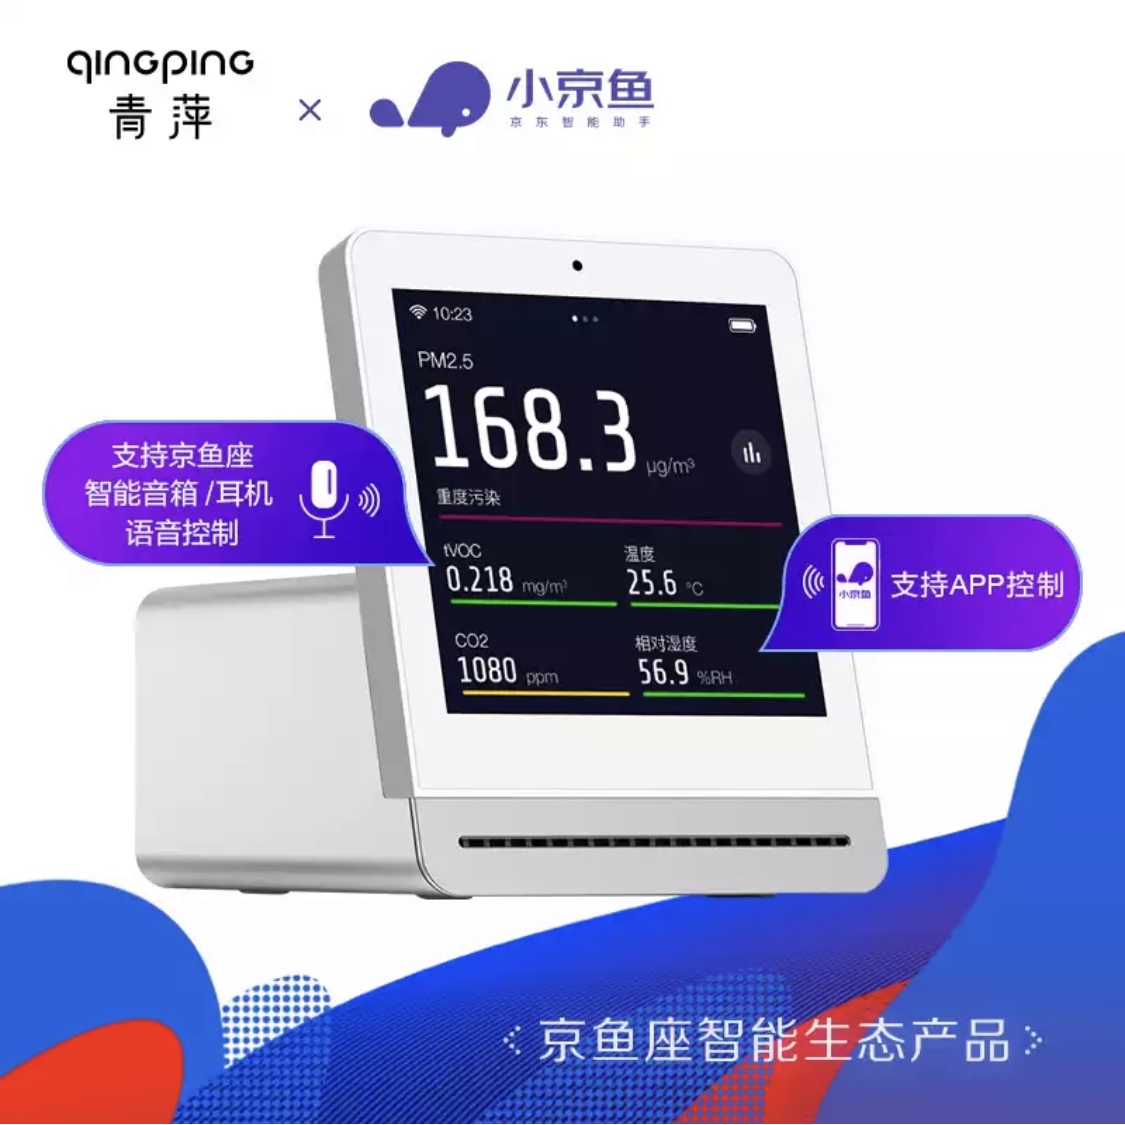 qingping
青萍
×
小京鱼
京东智能助手
10:23
PM2.5
168.3 µg/m³
重度污染
支持京鱼座
智能音箱/耳机
语音控制
tVOC
0.218 mg/m³
温度
25.6 °C
小京鱼
支持APP控制
CO2
1080 ppm
相对湿度
56.9 %RH
京鱼座智能生态产品